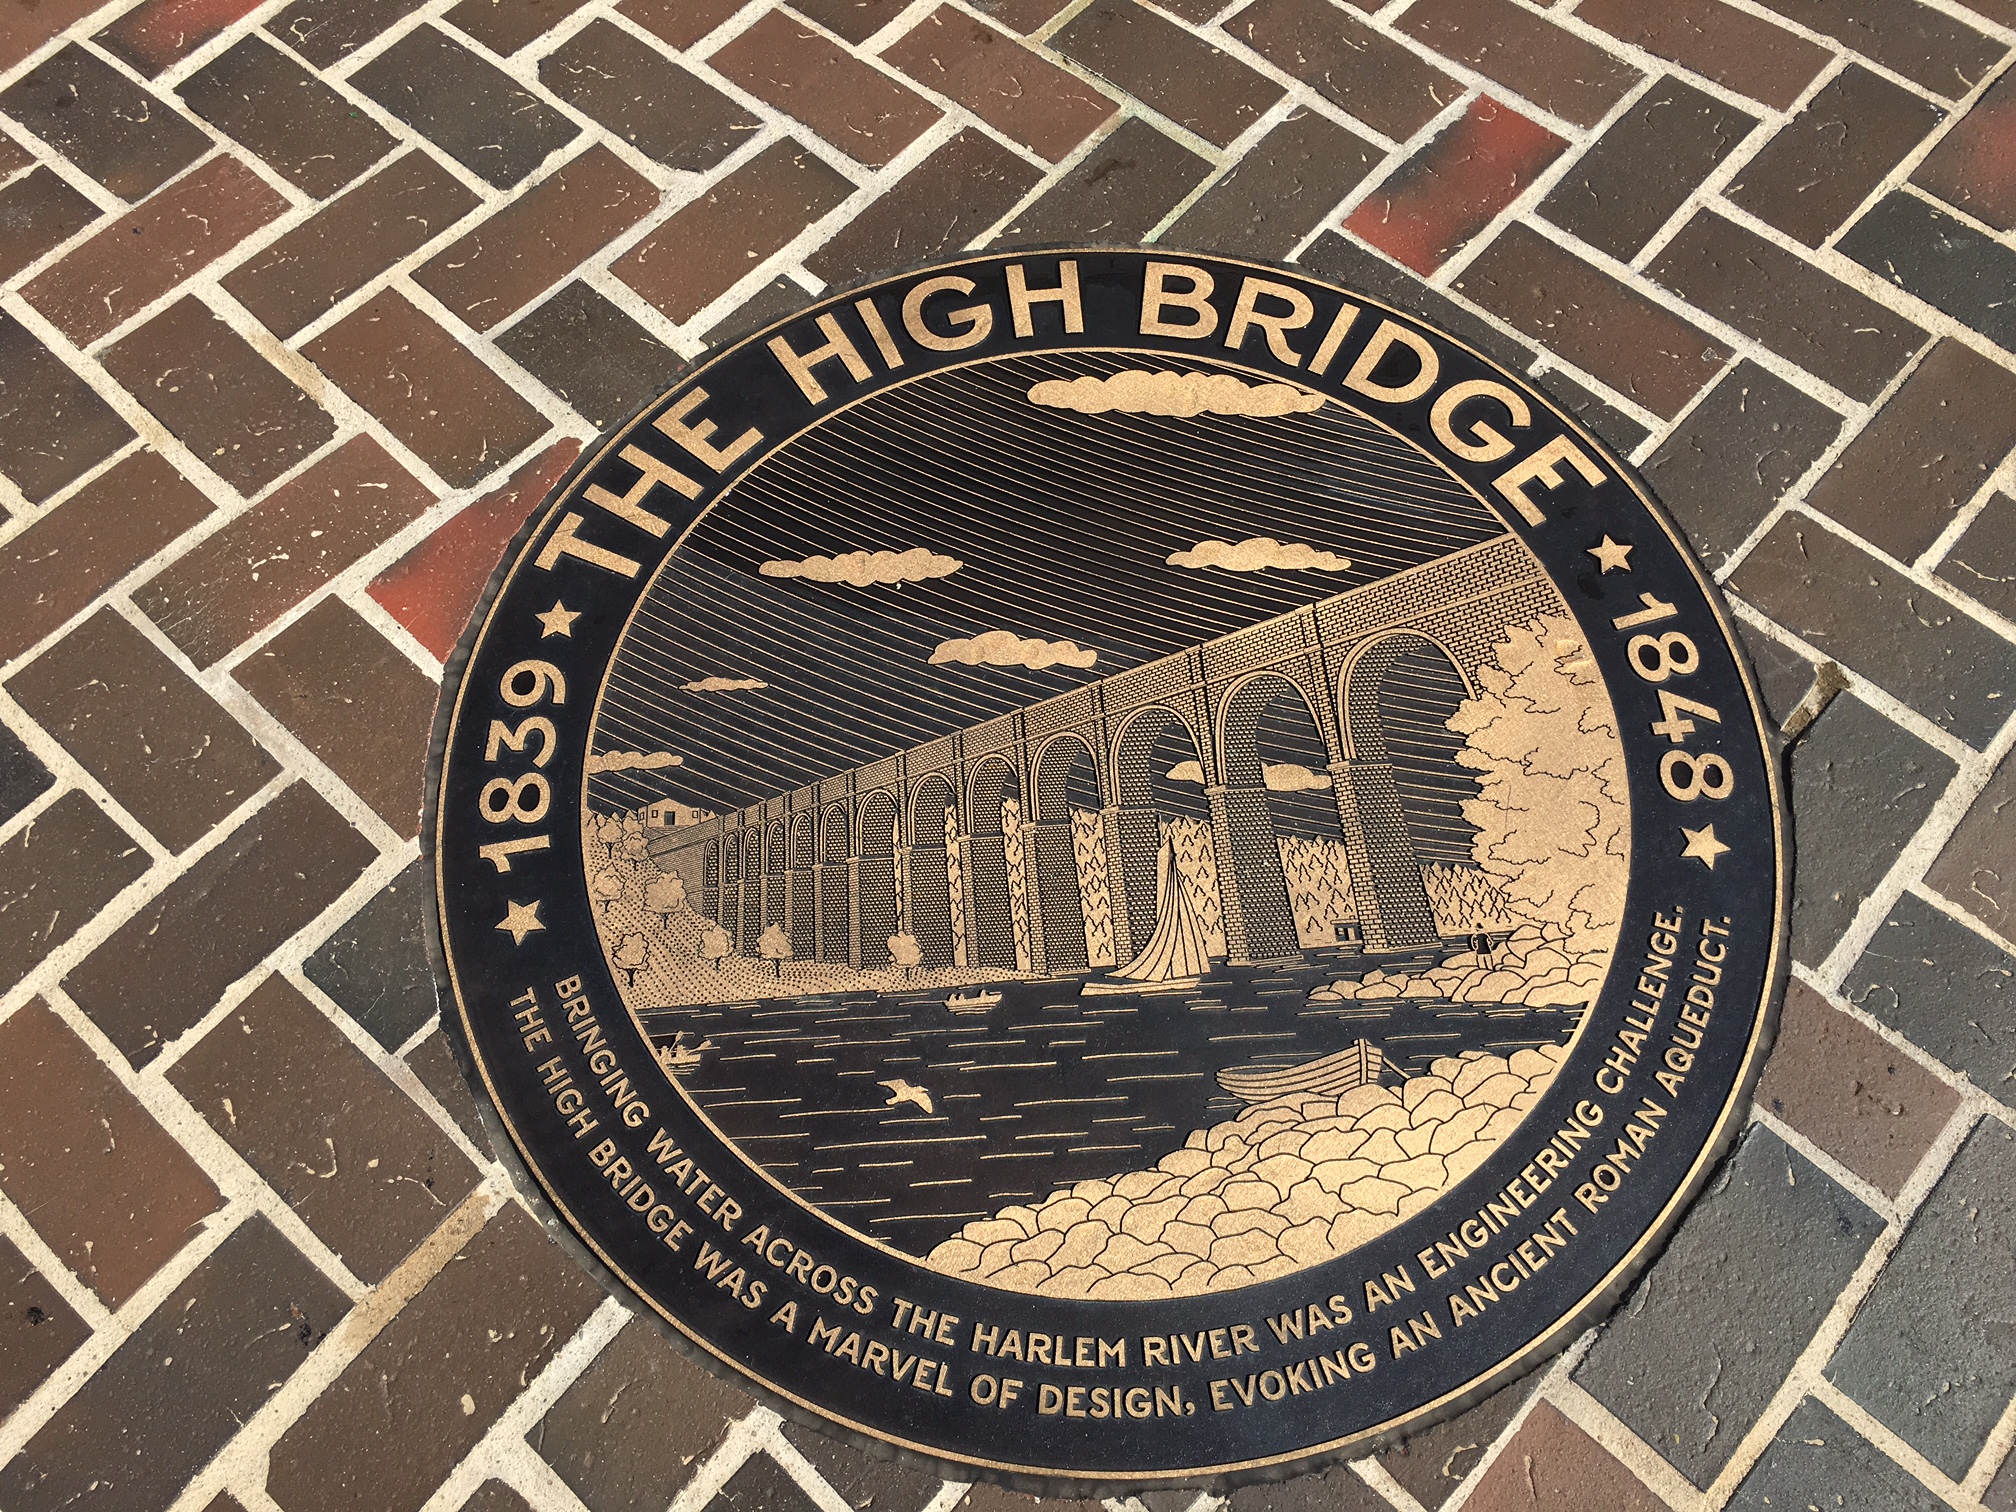 THE HIGH BRIDGE
1839
1848
BRINGING WATER ACROSS THE HARLEM RIVER WAS AN ENGINEERING CHALLENGE.
THE HIGH BRIDGE WAS A MARVEL OF DESIGN, EVOKING AN ANCIENT ROMAN AQUEDUCT.